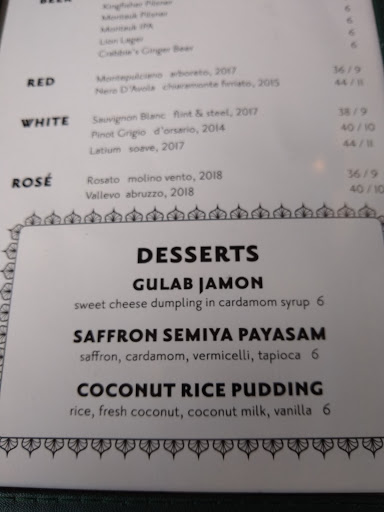 BEER
Kingfisher Pilsner
Montauk Pilsner 6
Montauk IPA 6
Lion Lager 6
Crabbie's Ginger Beer 6
RED Montepulciano arboreto, 2017 36 / 9
Nero D'Avola chiaramonte firriato, 2015 44 / 11
WHITE Sauvignon Blanc flint & steel, 2017 38 / 9
Pinot Grigio d'orsario, 2014 40 / 10
Latium soave, 2017 44 / 11
ROSÉ Rosato molino vento, 2018 36 / 9
Vallevo abruzzo, 2018 40 / 10
DESSERTS
GULAB JAMON
sweet cheese dumpling in cardamom syrup 6
SAFFRON SEMIYA PAYASAM
saffron, cardamom, vermicelli, tapioca 6
COCONUT RICE PUDDING
rice, fresh coconut, coconut milk, vanilla 6